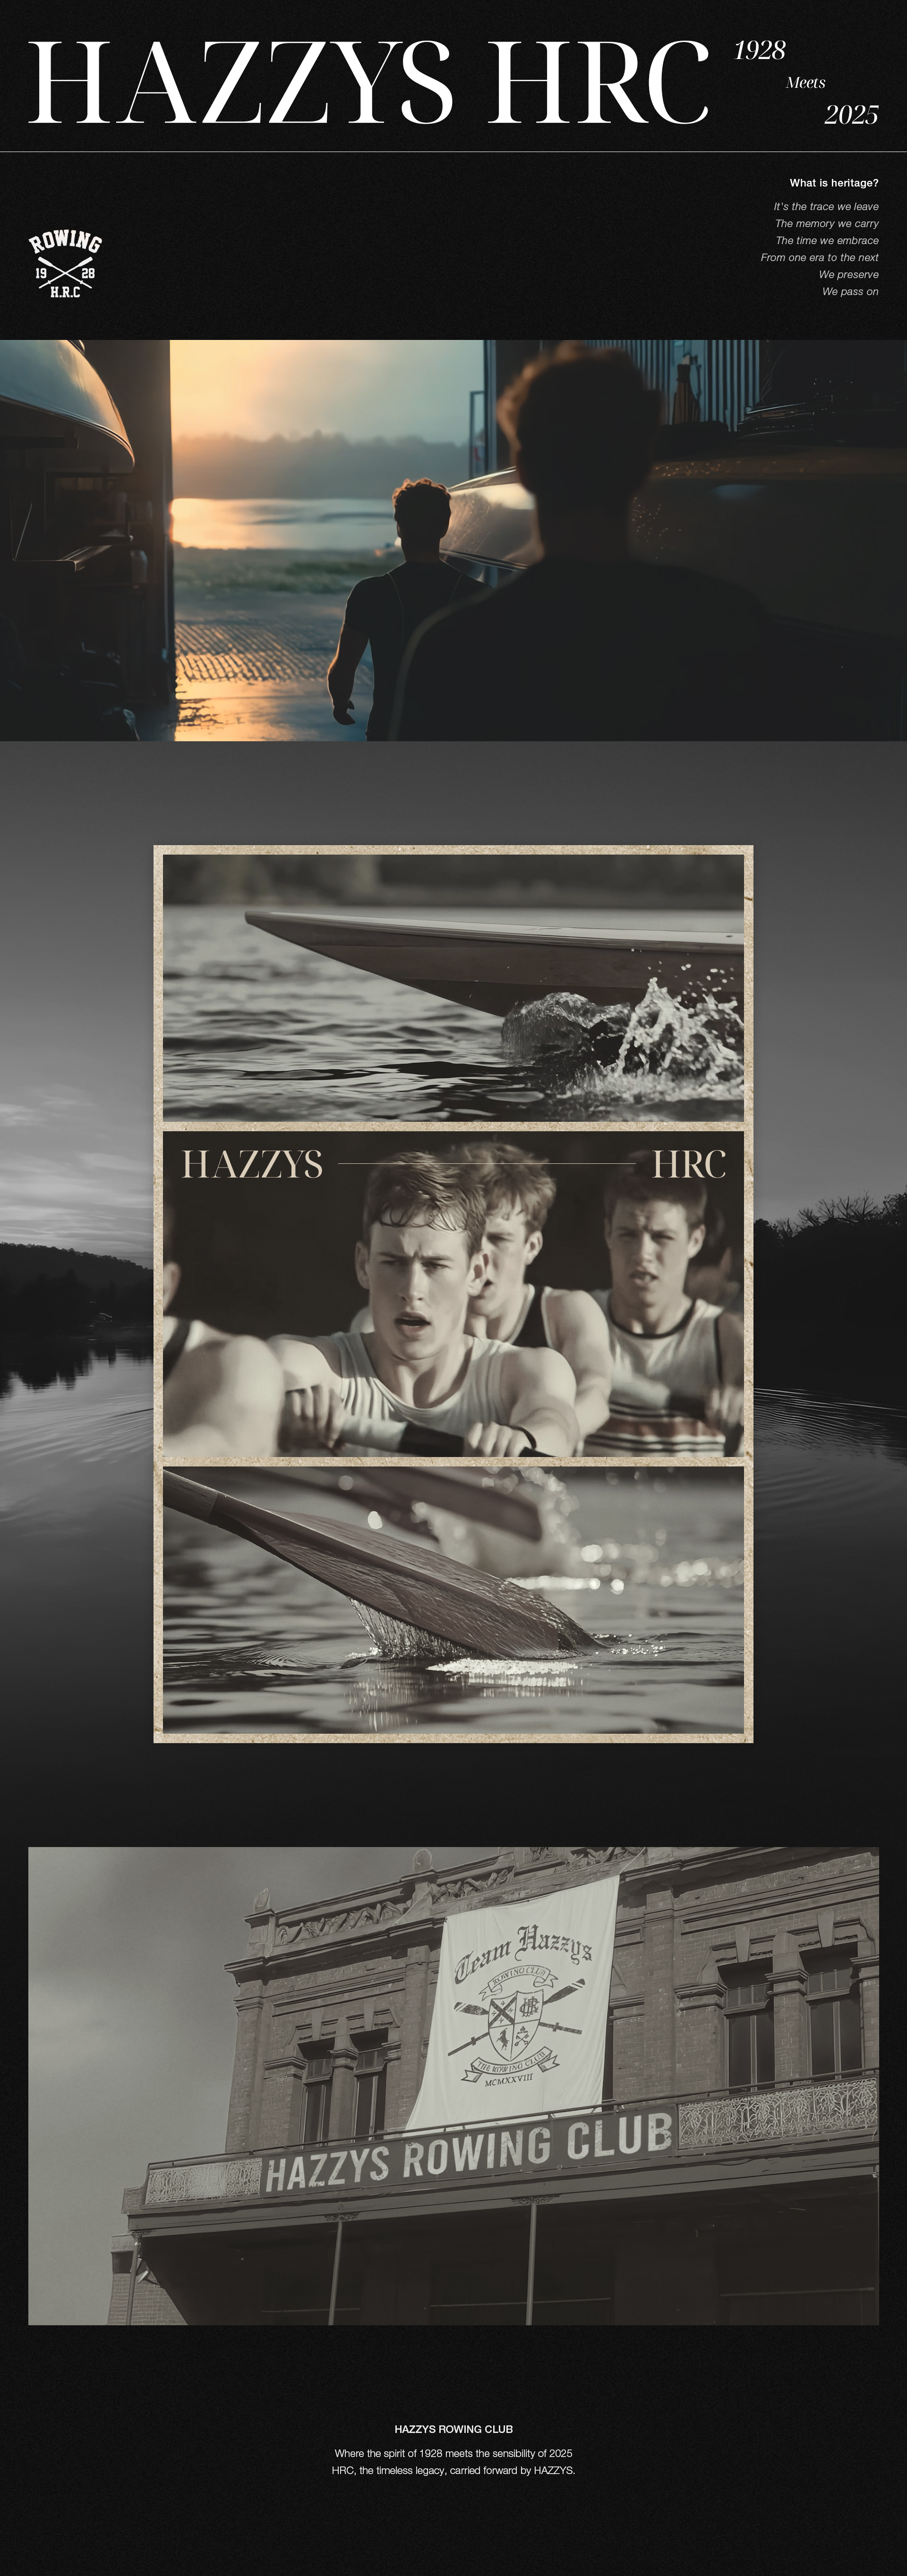 HAZZYS HRC
1928
Meets
2025
What is heritage?
It's the trace we leave
The memory we carry
The time we embrace
From one era to the next
We preserve
We pass on
ROWING
19 28
H.R.C
HAZZYS HRC
Team Hazzys
ROWING CLUB
THE ROWING CLUB
MCMXXVIII
HAZZYS ROWING CLUB
HAZZYS ROWING CLUB
Where the spirit of 1928 meets the sensibility of 2025
HRC, the timeless legacy, carried forward by HAZZYS.